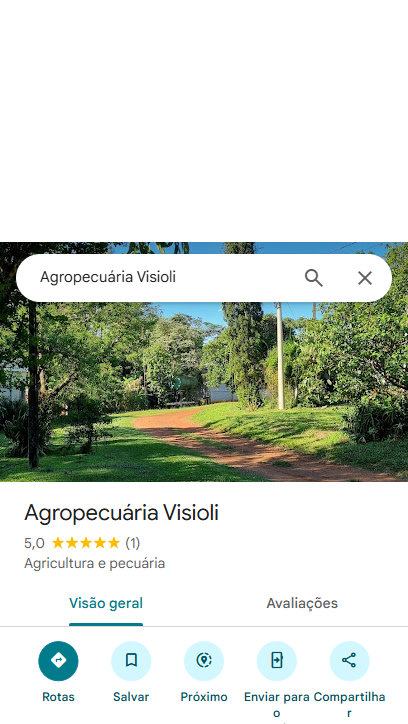 Agropecuária Visioli
Agropecuária Visioli
5,0 (1)
Agricultura e pecuária
Visão geral Avaliações
Rotas Salvar Próximo Enviar para o Compartilhar